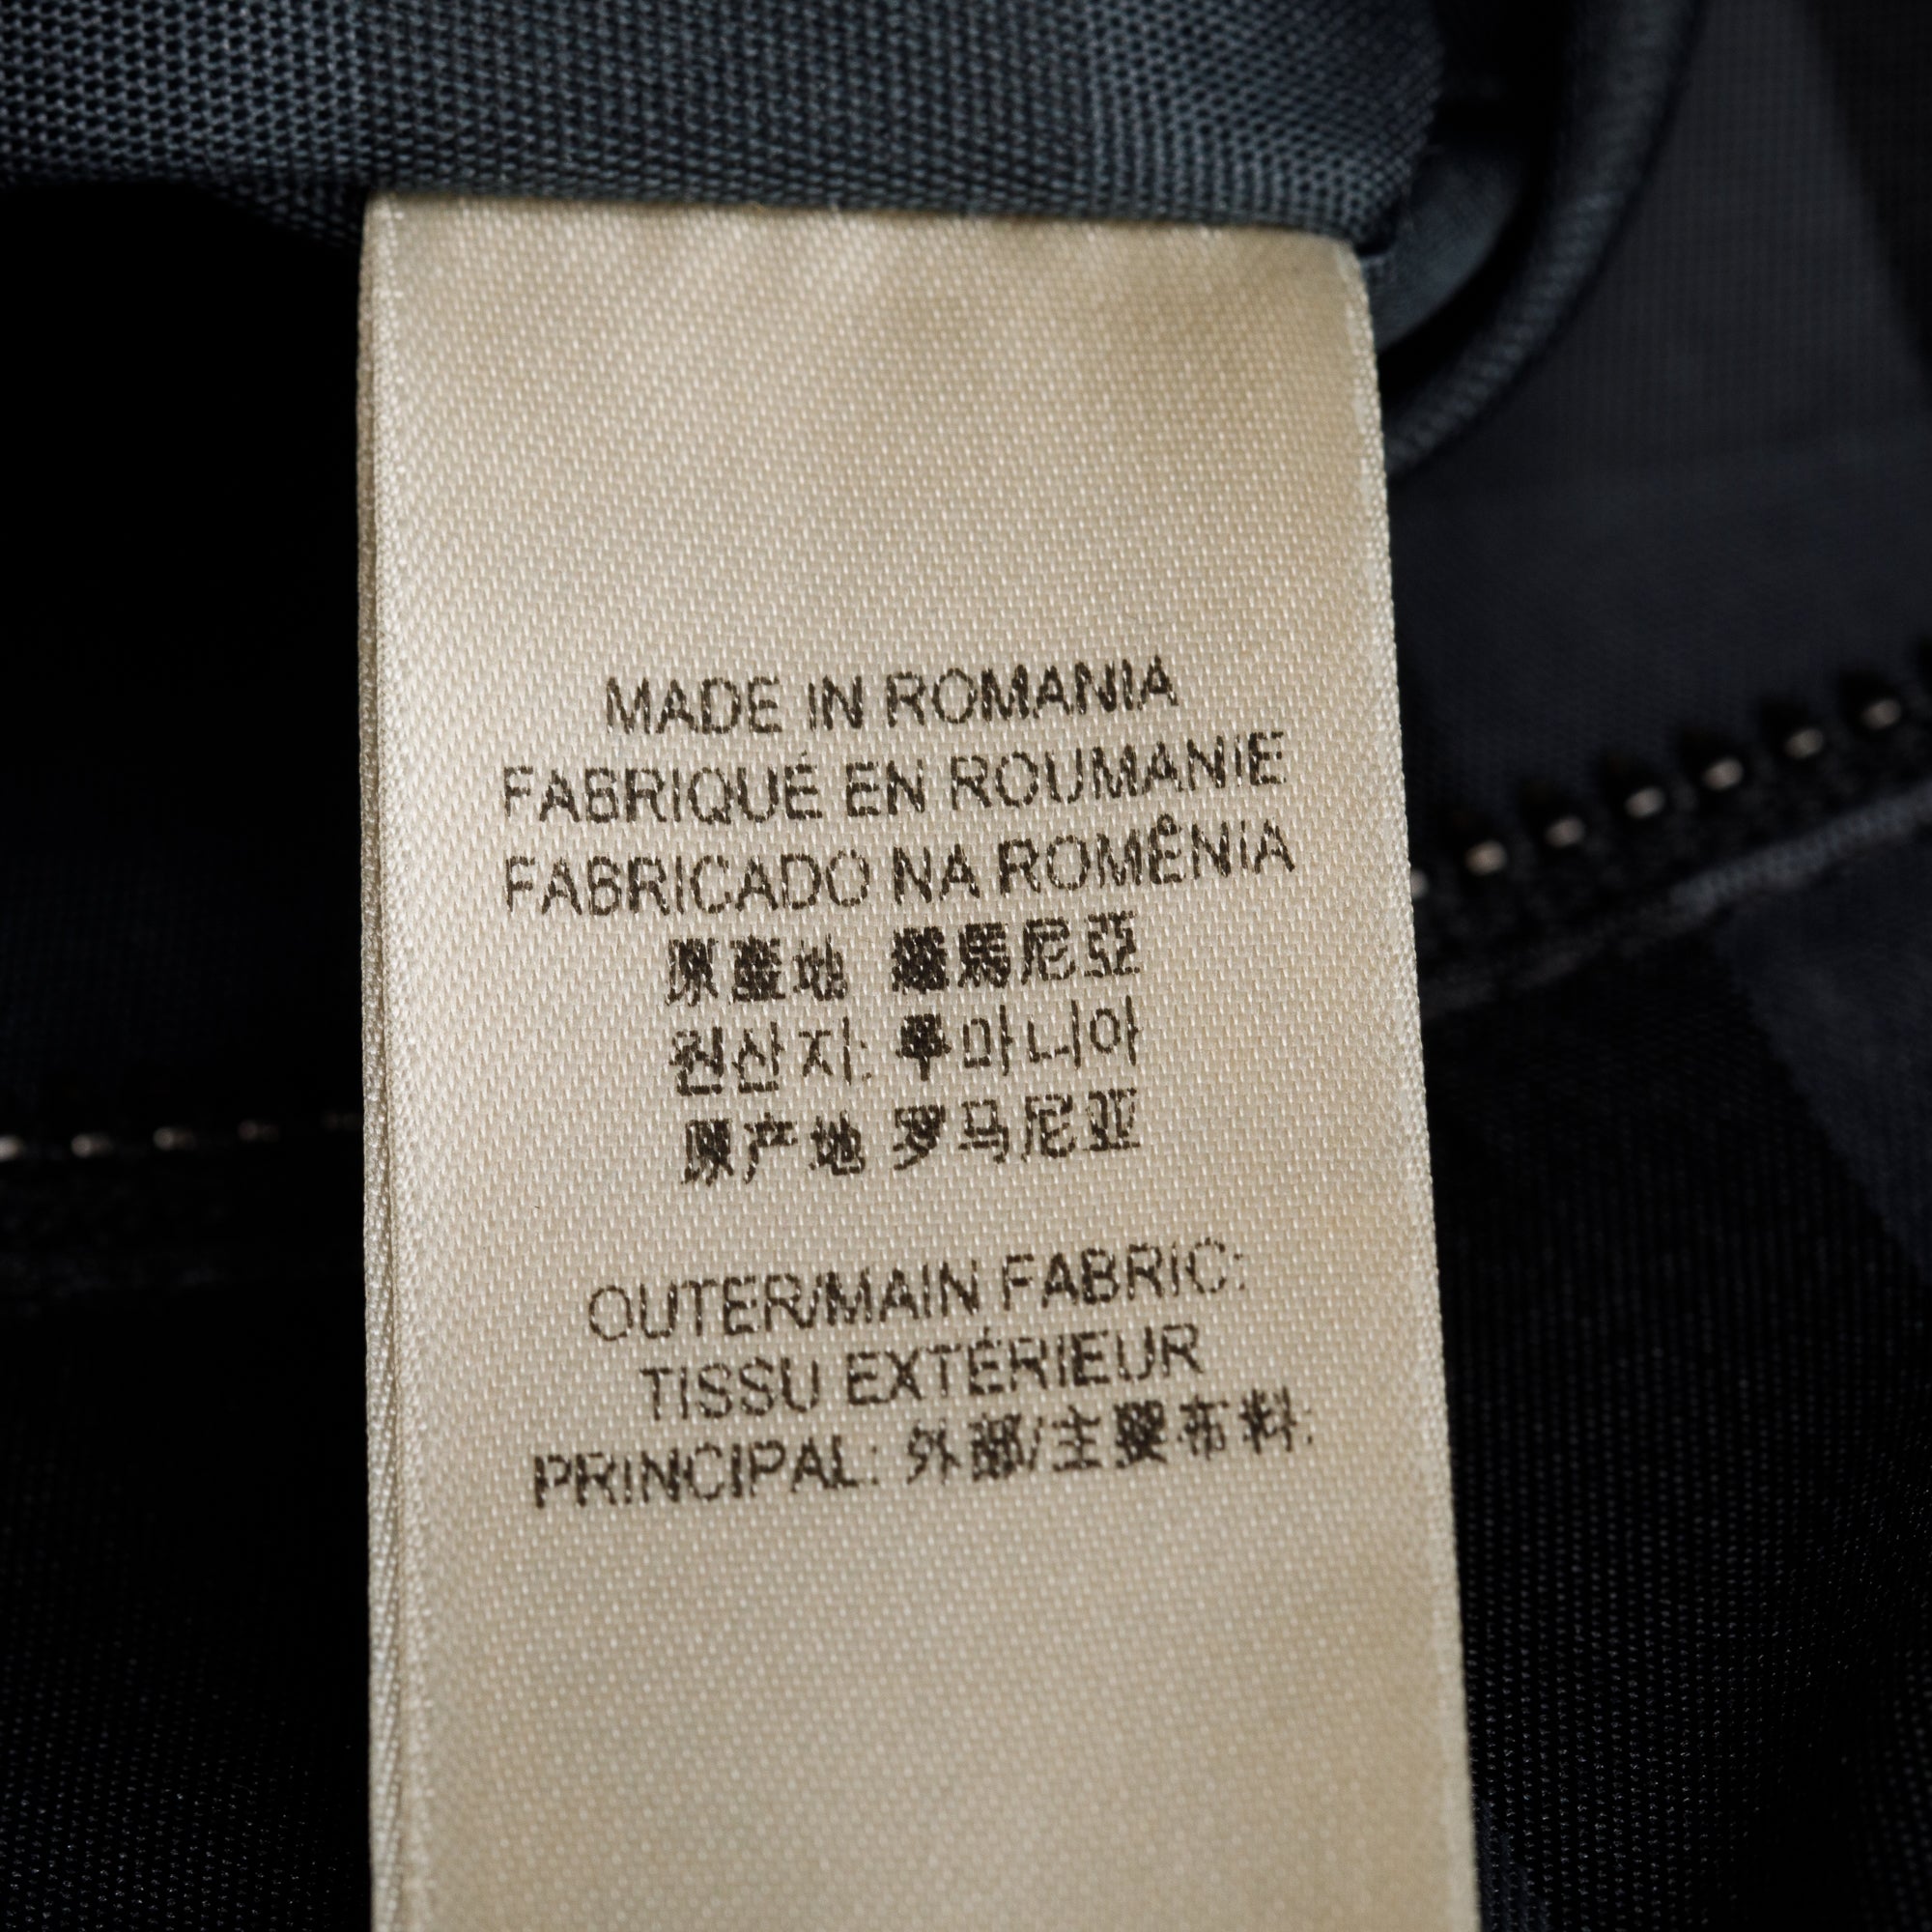 MADE IN ROMANIA
FABRIQUÉ EN ROUMANIE
FABRICADO NA ROMÊNIA
原產地 羅馬尼亞
원산지: 루마니아
原产地 罗马尼亚
OUTER/MAIN FABRIC:
TISSU EXTÉRIEUR
PRINCIPAL: 外部/主要布料: